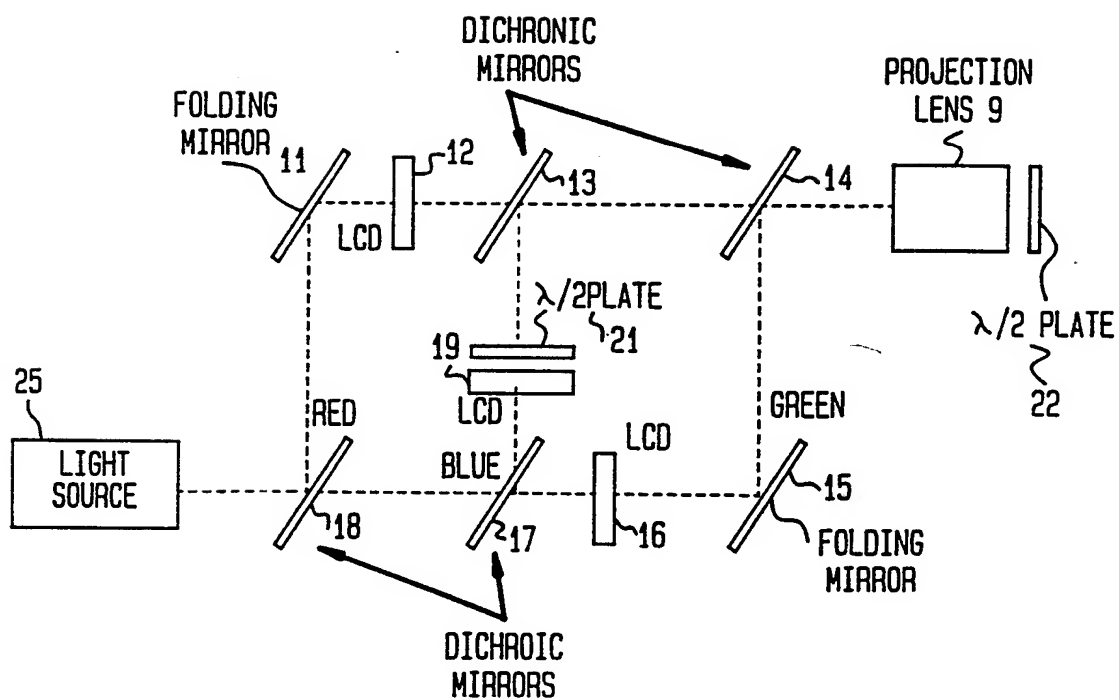 DICHRONIC
MIRRORS
PROJECTION
LENS 9
FOLDING
MIRROR
11
12
13
14
LCD
λ/2PLATE
21
λ/2 PLATE
22
19
LCD
25
RED
GREEN
LCD
BLUE
LIGHT
SOURCE
15
18
17
16
FOLDING
MIRROR
DICHROIC
MIRRORS